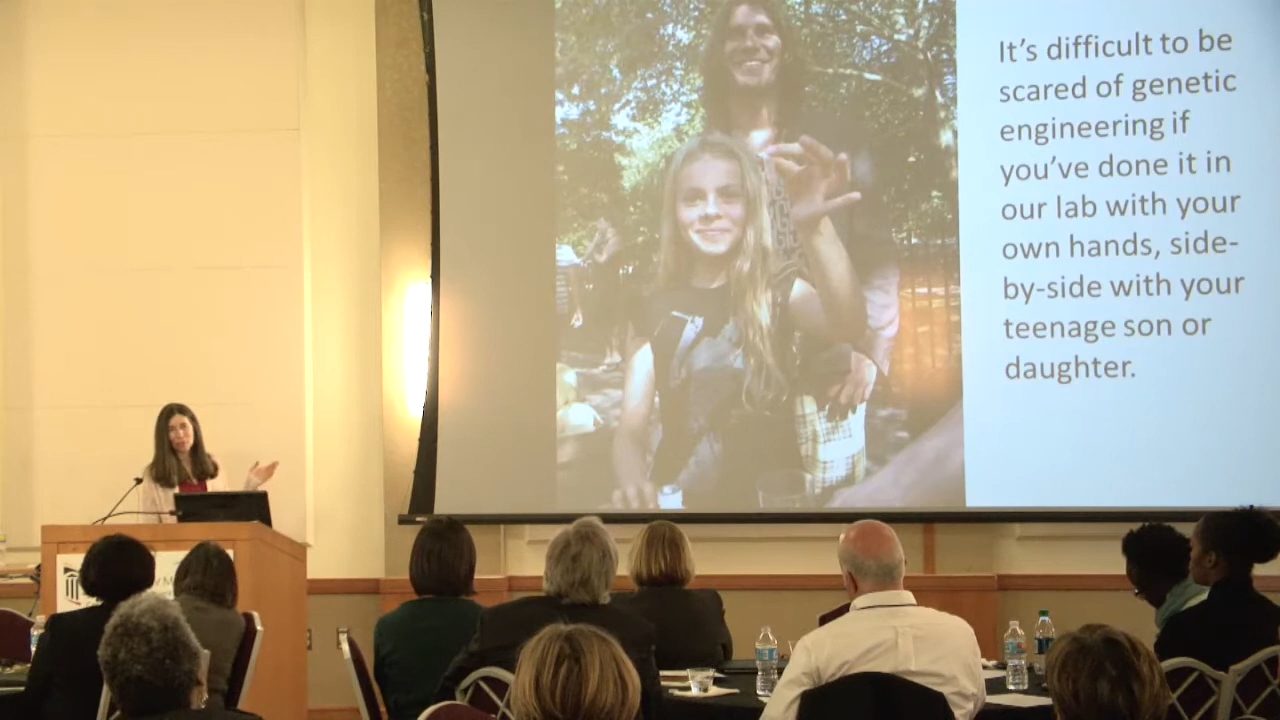 It's difficult to be
scared of genetic
engineering if
you've done it in
our lab with your
own hands, side-
by-side with your
teenage son or
daughter.